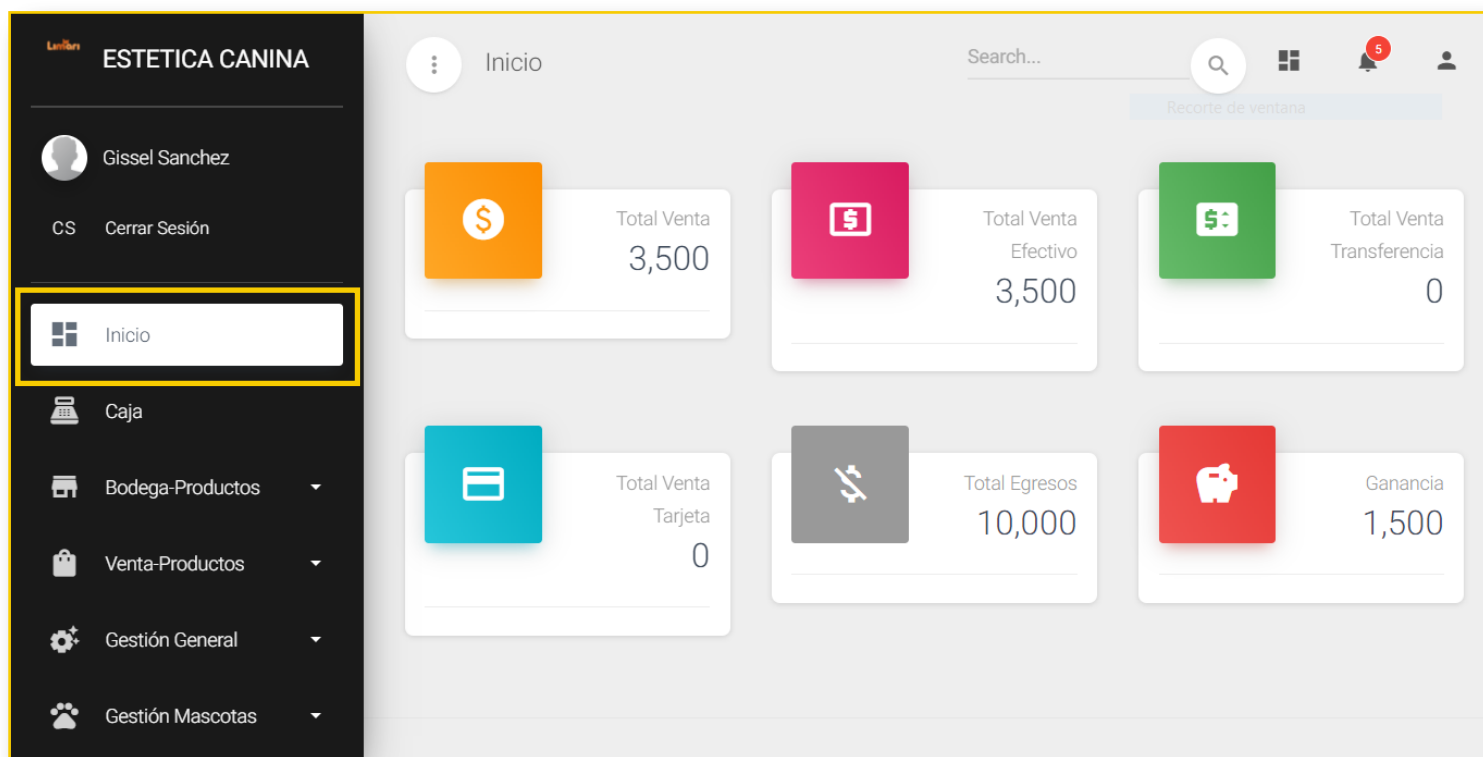 Limari
ESTETICA CANINA
Gissel Sanchez
CS Cerrar Sesión
Inicio
Caja
Bodega-Productos
Venta-Productos
Gestión General
Gestión Mascotas
Inicio
Search...
5
Recorte de ventana
Total Venta
3,500
Total Venta
Efectivo
3,500
Total Venta
Transferencia
0
Total Venta
Tarjeta
0
Total Egresos
10,000
Ganancia
1,500